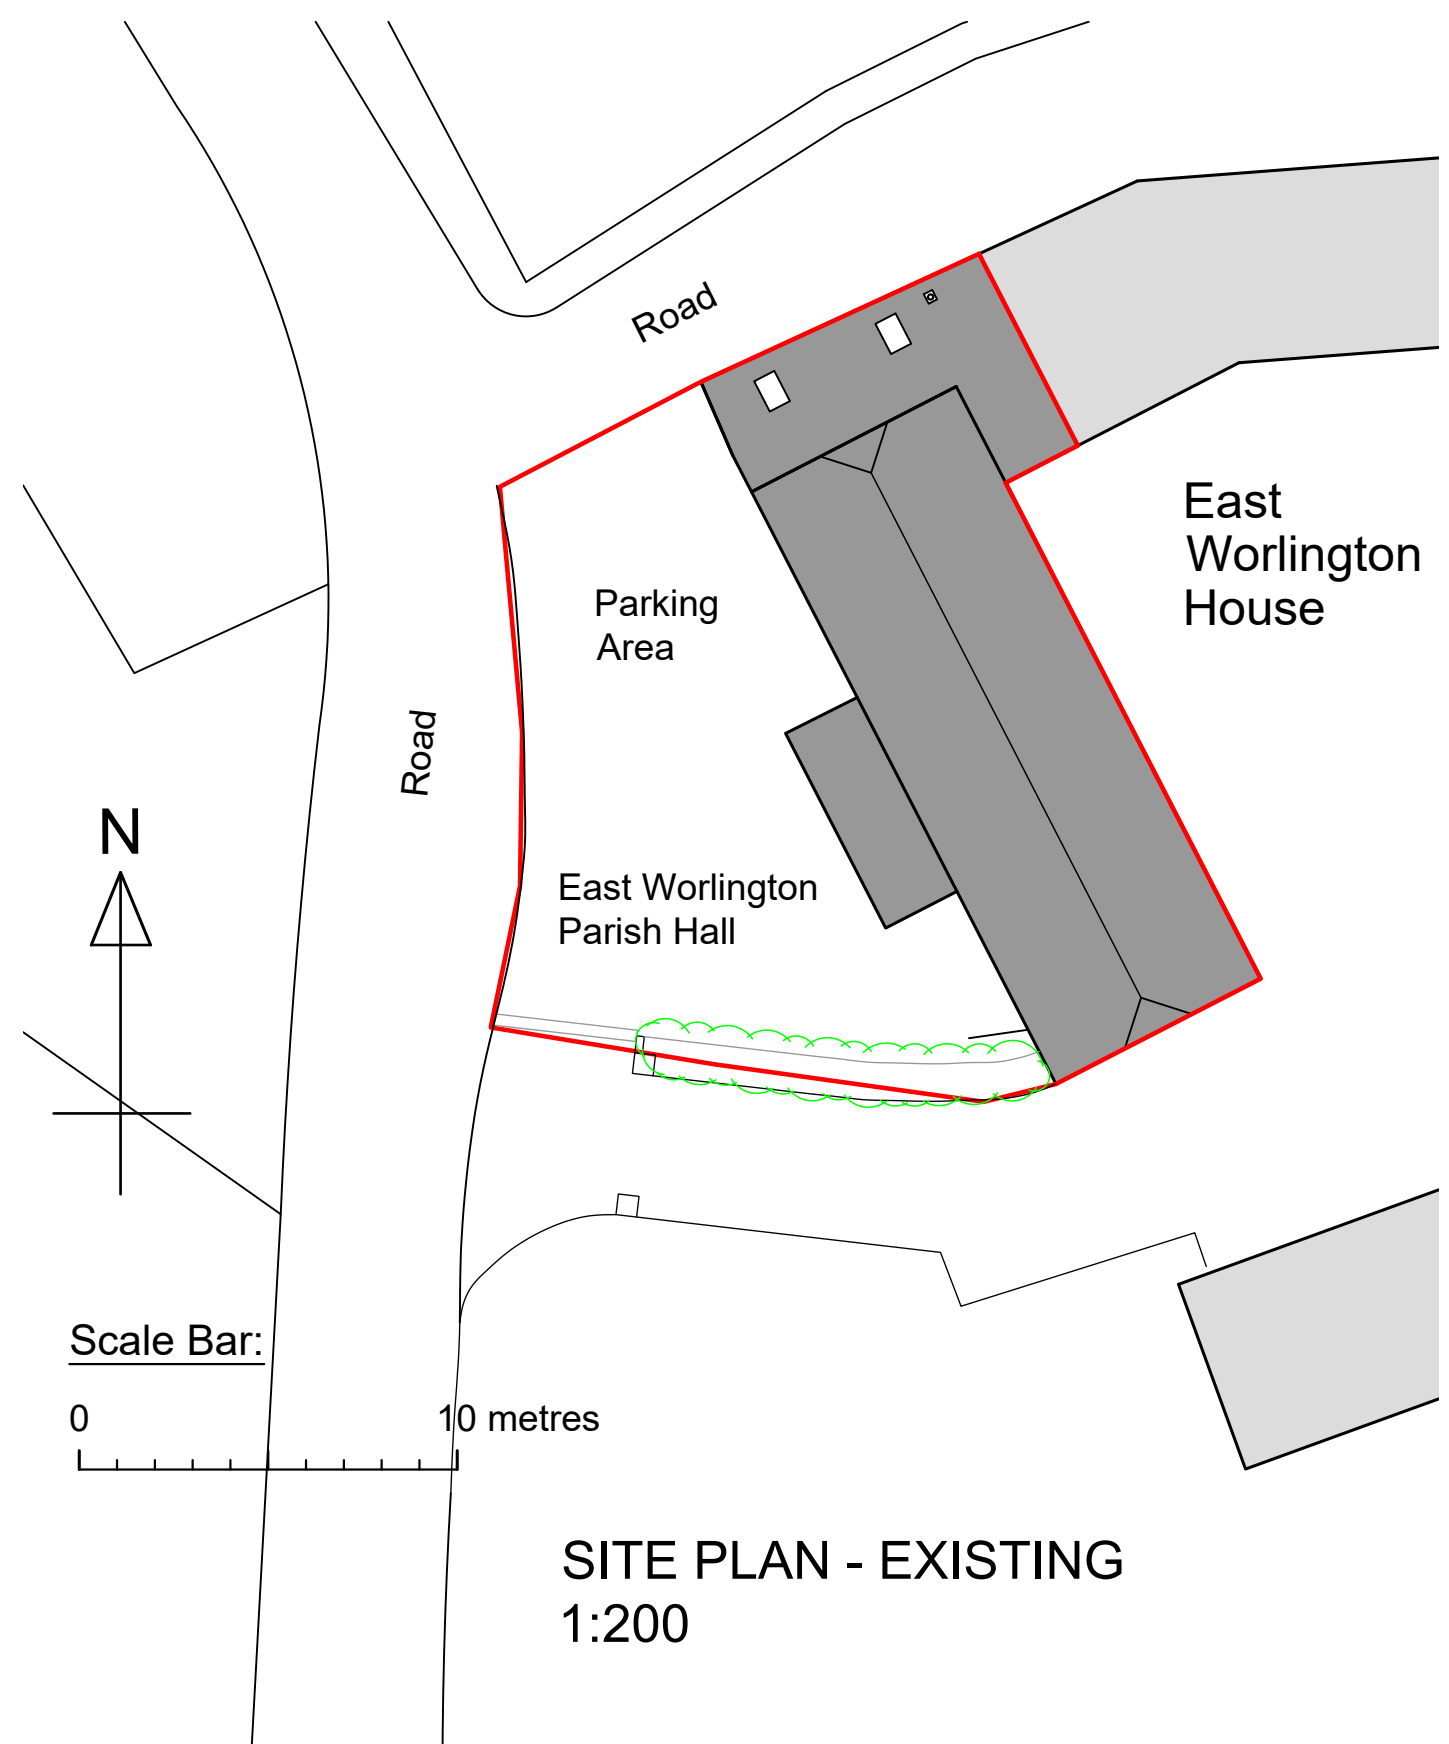 Road
East
Worlington
House
Parking
Area
Road
N
East Worlington
Parish Hall
Scale Bar:
0 10 metres
SITE PLAN - EXISTING
1:200